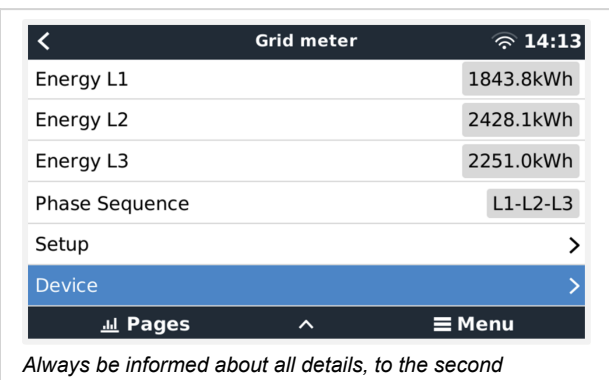 Grid meter 14:13
Energy L1 1843.8kWh
Energy L2 2428.1kWh
Energy L3 2251.0kWh
Phase Sequence L1-L2-L3
Setup
Device
Pages Menu
Always be informed about all details, to the second